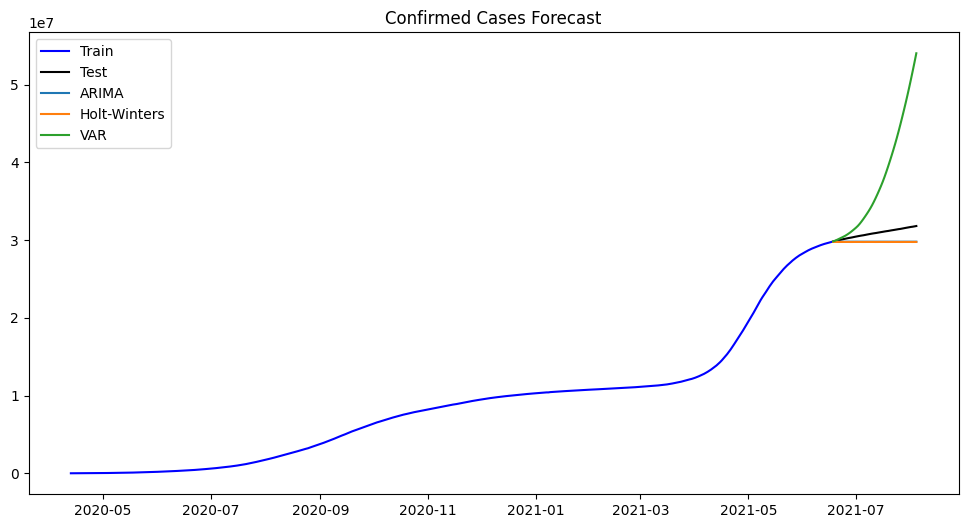 Confirmed Cases Forecast
1e7
Train
Test
ARIMA
Holt-Winters
VAR
5
4
3
2
1
0
2020-05 2020-07 2020-09 2020-11 2021-01 2021-03 2021-05 2021-07